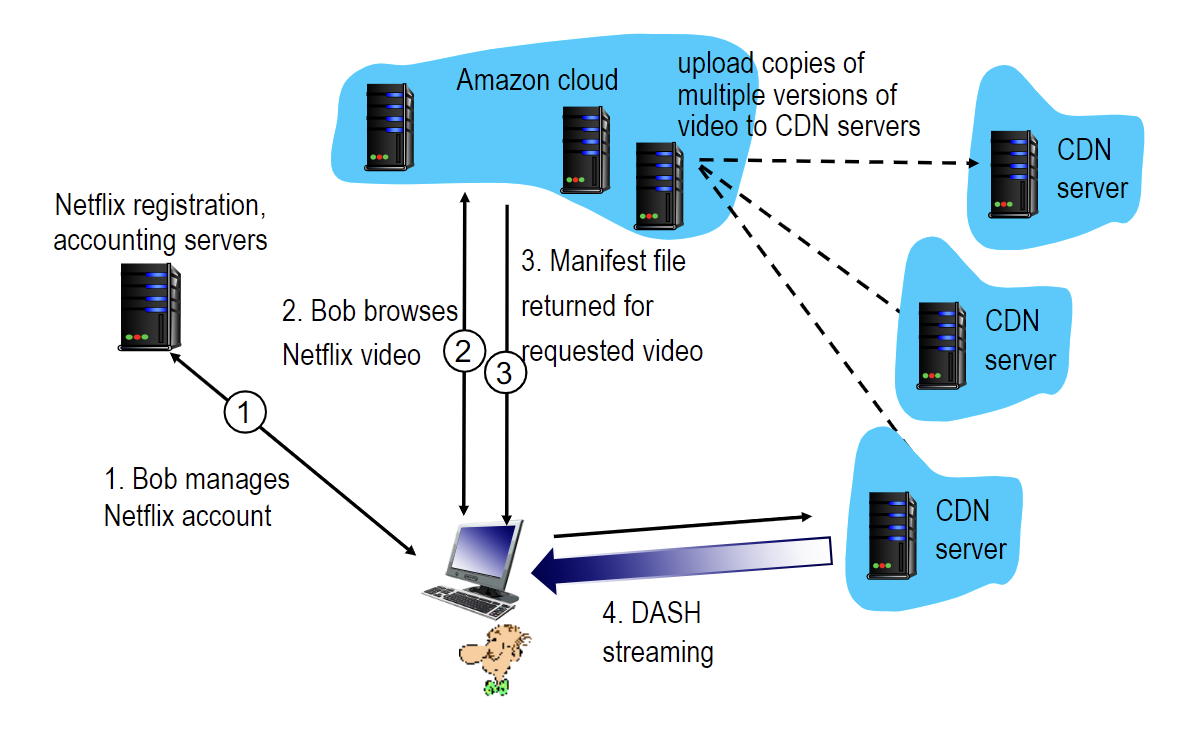 Amazon cloud
upload copies of
multiple versions of
video to CDN servers
CDN
server
Netflix registration,
accounting servers
3. Manifest file
returned for
requested video
2. Bob browses
Netflix video
2
3
CDN
server
1
1. Bob manages
Netflix account
CDN
server
4. DASH
streaming